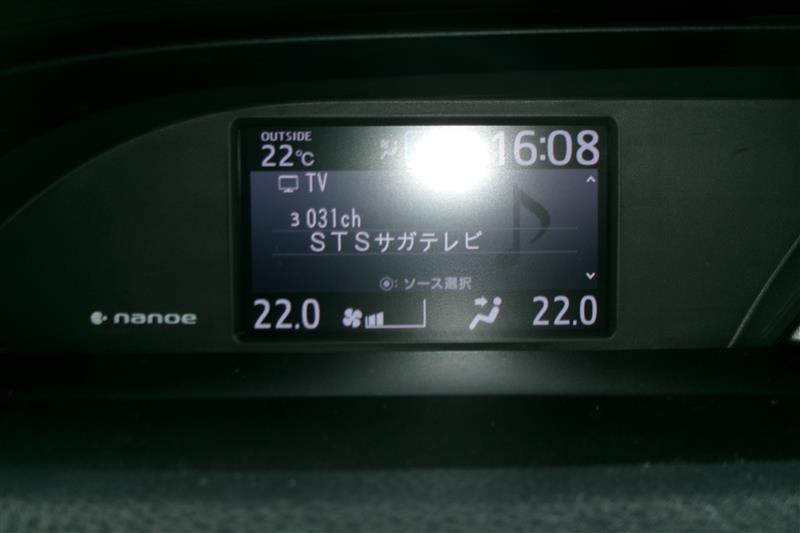 OUTSIDE
22℃
16:08
TV
3 031ch
STSサガテレビ
◉: ソース選択
22.0
22.0
nanoe